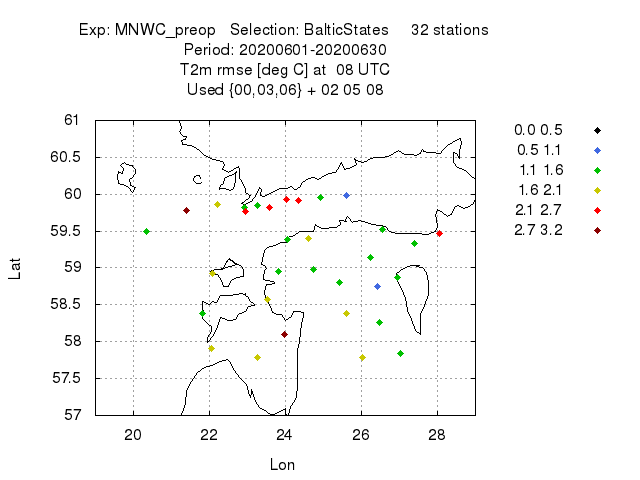 Exp: MNWC_preop   Selection: BalticStates     32 stations
Period: 20200601-20200630
T2m rmse [deg C] at  08 UTC
Used {00,03,06} + 02 05 08
61
60.5
60
59.5
59
58.5
58
57.5
57
20 22 24 26 28
Lat
Lon
0.0 0.5
0.5 1.1
1.1 1.6
1.6 2.1
2.1 2.7
2.7 3.2